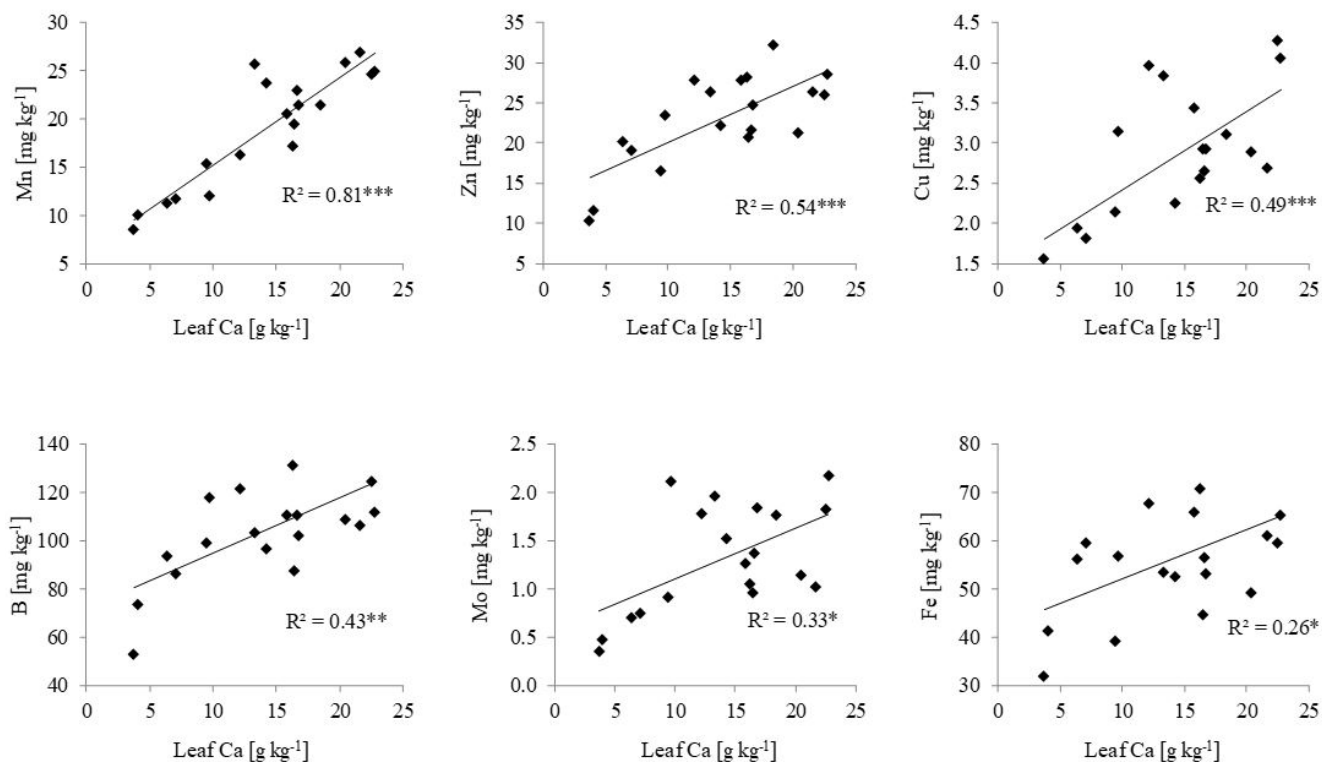 30
25
20
15
10
5
Mn [mg kg⁻¹]
R² = 0.81***
0 5 10 15 20 25
Leaf Ca [g kg⁻¹]
35
30
25
20
15
10
5
Zn [mg kg⁻¹]
R² = 0.54***
0 5 10 15 20 25
Leaf Ca [g kg⁻¹]
4.5
4.0
3.5
3.0
2.5
2.0
1.5
Cu [mg kg⁻¹]
R² = 0.49***
0 5 10 15 20 25
Leaf Ca [g kg⁻¹]
140
120
100
80
60
40
B [mg kg⁻¹]
R² = 0.43**
0 5 10 15 20 25
Leaf Ca [g kg⁻¹]
2.5
2.0
1.5
1.0
0.5
0.0
Mo [mg kg⁻¹]
R² = 0.33*
0 5 10 15 20 25
Leaf Ca [g kg⁻¹]
80
70
60
50
40
30
Fe [mg kg⁻¹]
R² = 0.26*
0 5 10 15 20 25
Leaf Ca [g kg⁻¹]